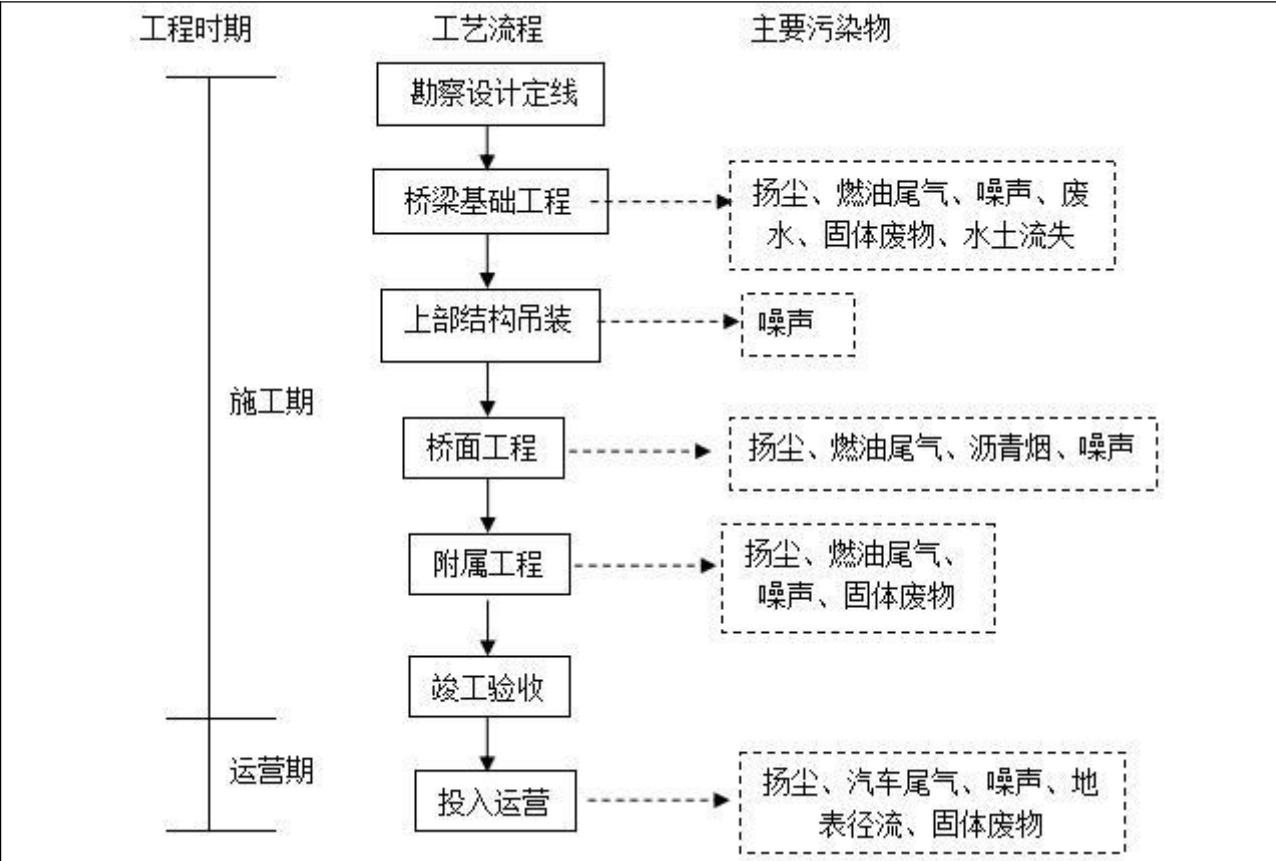 工程时期 工艺流程 主要污染物
勘察设计定线
桥梁基础工程
扬尘、燃油尾气、噪声、废
水、固体废物、水土流失
上部结构吊装
噪声
施工期
桥面工程
扬尘、燃油尾气、沥青烟、噪声
附属工程
扬尘、燃油尾气、
噪声、固体废物
竣工验收
运营期
投入运营
扬尘、汽车尾气、噪声、地
表径流、固体废物